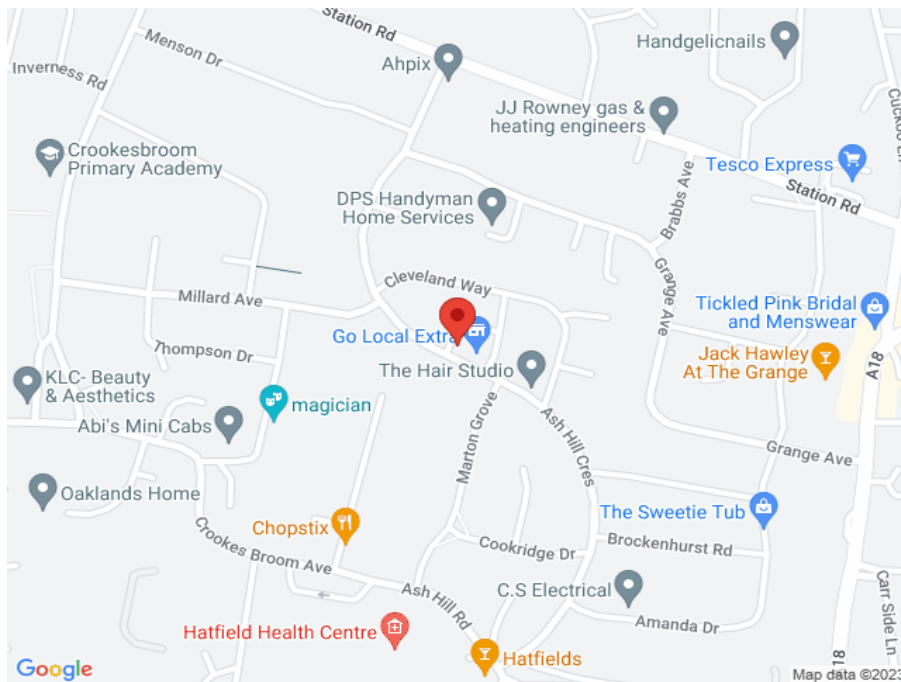 Station Rd
Menson Dr
Ahpix
Handgelicnails
Inverness Rd
JJ Rowney gas &
heating engineers
Cuckoo Ln
Crookesbroom
Primary Academy
Tesco Express
DPS Handyman
Home Services
Brabbs Ave
Station Rd
Cleveland Way
Grange Ave
Millard Ave
Tickled Pink Bridal
and Menswear
Go Local Extra
Thompson Dr
Jack Hawley
At The Grange
A18
The Hair Studio
KLC- Beauty
& Aesthetics
magician
Abi's Mini Cabs
Marton Grove
Ash Hill Cres
Grange Ave
Oaklands Home
The Sweetie Tub
Chopstix
Crookes Broom Ave
Cookridge Dr
Brockenhurst Rd
C.S Electrical
Ash Hill Rd
Carr Side Ln
Amanda Dr
Hatfield Health Centre
Hatfields
18
Google
Map data ©2023